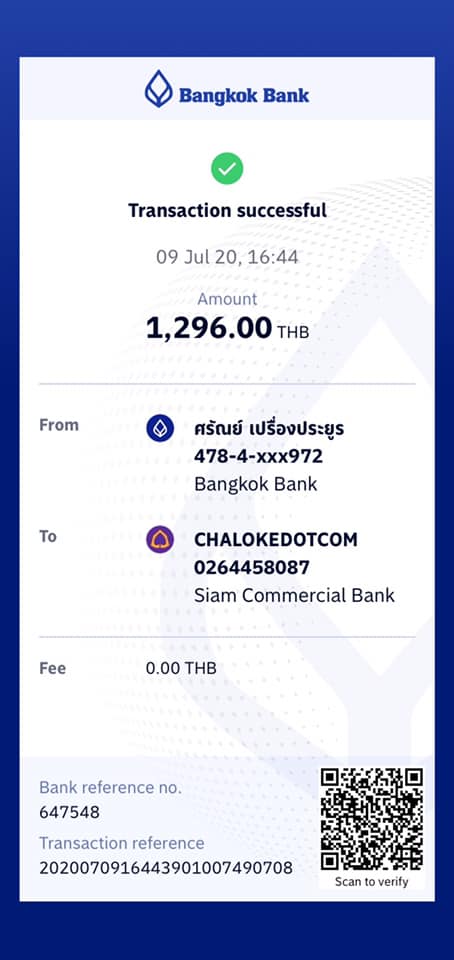 Bangkok Bank
Transaction successful
09 Jul 20, 16:44
Amount
1,296.00 THB
From
ศรัณย์ เปรื่องประยูร
478-4-xxx972
Bangkok Bank
To
CHALOKEDOTCOM
0264458087
Siam Commercial Bank
Fee
0.00 THB
Bank reference no.
647548
Transaction reference
2020070916443901007490708
Scan to verify